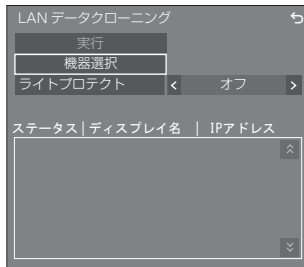 LAN データクローニング
実行
機器選択
ライトプロテクト < オフ >
ステータス | ディスプレイ名 | IPアドレス